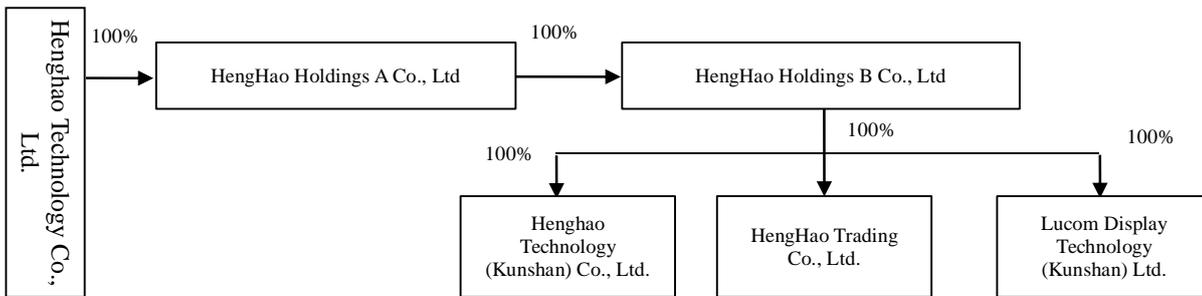 Henghao Technology Co.,
Ltd.
100%
HengHao Holdings A Co., Ltd
100%
HengHao Holdings B Co., Ltd
100%
100%
100%
Henghao
Technology
(Kunshan) Co., Ltd.
HengHao Trading
Co., Ltd.
Lucom Display
Technology
(Kunshan) Ltd.